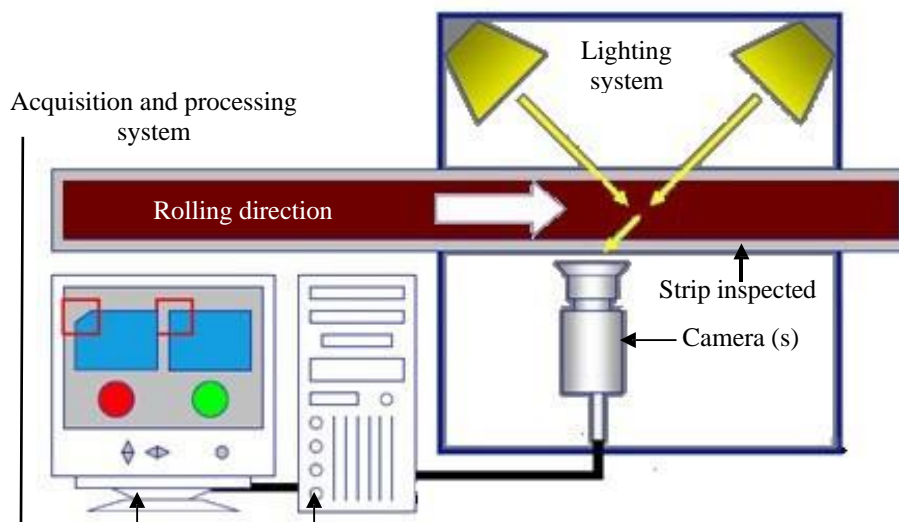 Lighting
system
Acquisition and processing
system
Rolling direction
Strip inspected
Camera (s)